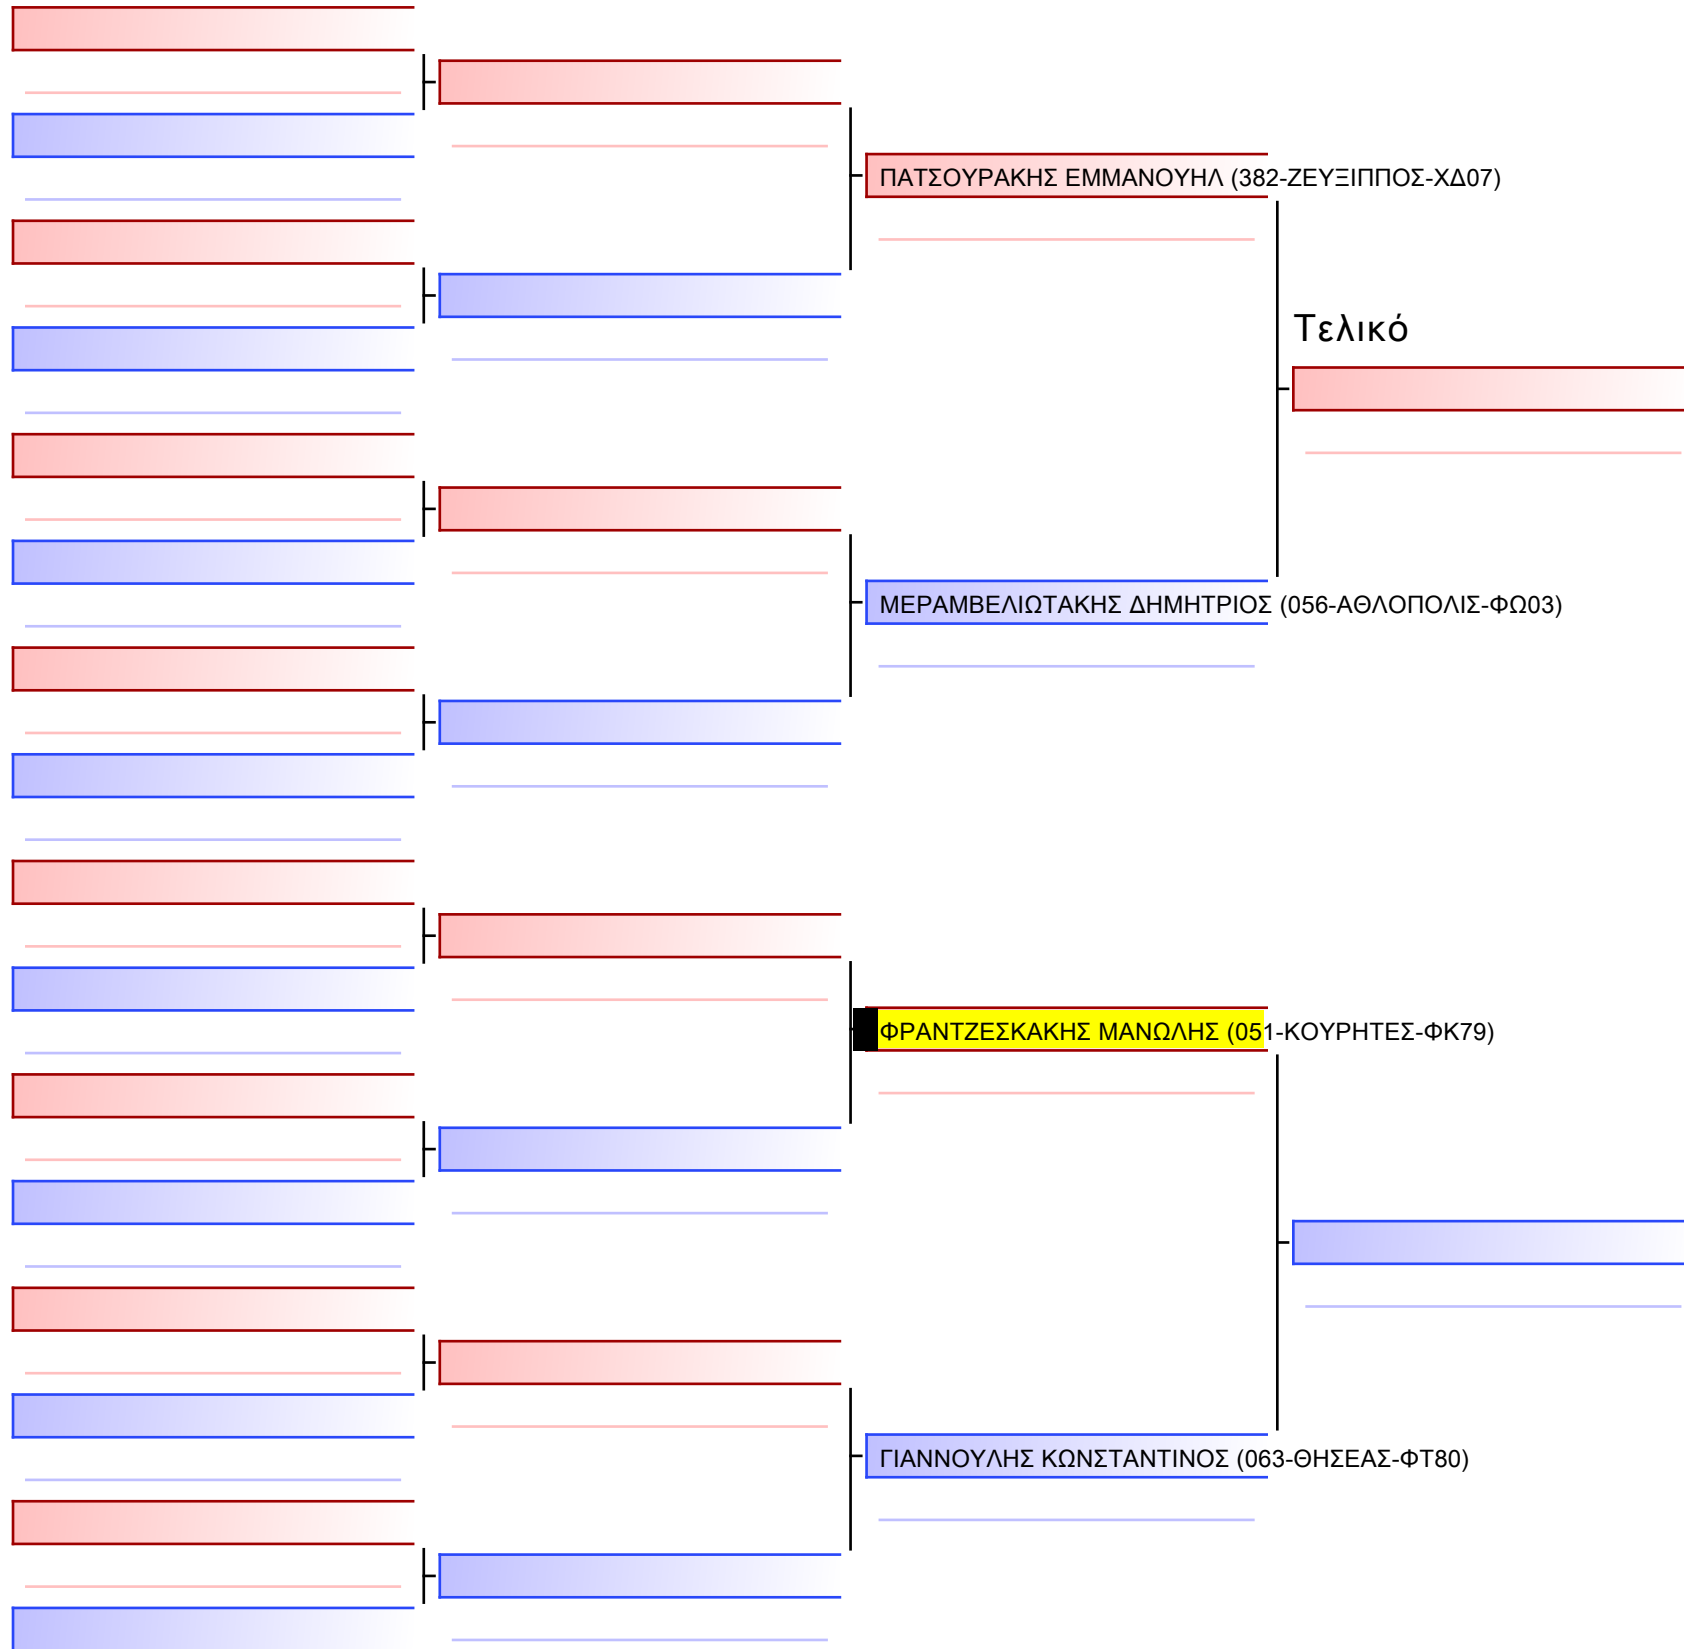 ΠΑΤΣΟΥΡΑΚΗΣ ΕΜΜΑΝΟΥΗΛ (382-ΖΕΥΞΙΠΠΟΣ-ΧΔ07)
Τελικό
ΜΕΡΑΜΒΕΛΙΩΤΑΚΗΣ ΔΗΜΗΤΡΙΟΣ (056-ΑΘΛΟΠΟΛΙΣ-ΦΩ03)
ΦΡΑΝΤΖΕΣΚΑΚΗΣ ΜΑΝΩΛΗΣ (051-ΚΟΥΡΗΤΕΣ-ΦΚ79)
ΓΙΑΝΝΟΥΛΗΣ ΚΩΝΣΤΑΝΤΙΝΟΣ (063-ΘΗΣΕΑΣ-ΦΤ80)